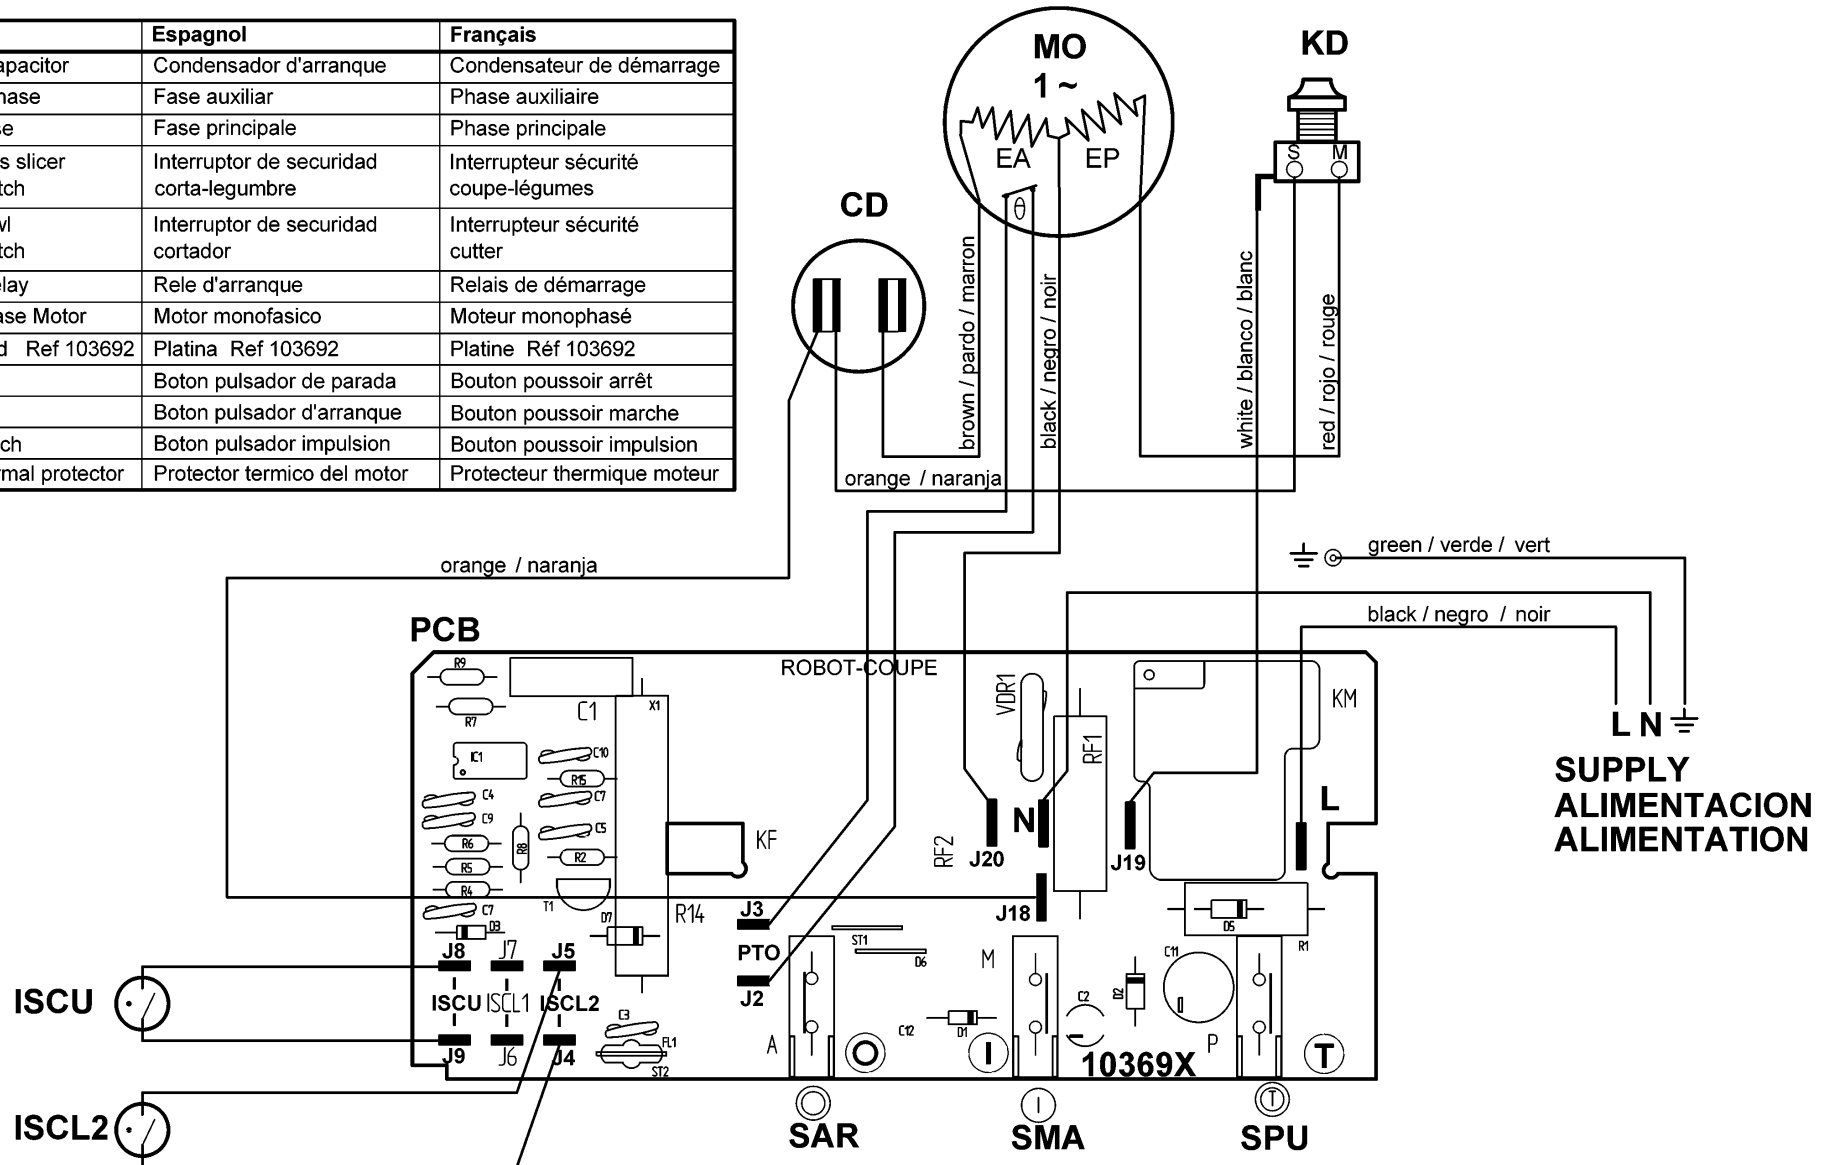 Espagnol Français
apacitor Condensador d'arranque Condensateur de démarrage
hase Fase auxiliar Phase auxiliaire
se Fase principale Phase principale
s slicer Interruptor de securidad Interrupteur sécurité
tch corta-legumbre coupe-légumes
wl Interruptor de securidad Interrupteur sécurité
tch cortador cutter
elay Rele d'arranque Relais de démarrage
ase Motor Motor monofasico Moteur monophasé
d Ref 103692 Platina Ref 103692 Platine Réf 103692
Boton pulsador de parada Bouton poussoir arrêt
Boton pulsador d'arranque Bouton poussoir marche
tch Boton pulsador impulsion Bouton poussoir impulsion
rmal protector Protector termico del motor Protecteur thermique moteur
MO
1 ~
EA EP
θ
KD
S M
CD
brown / pardo / marron
black / negro / noir
white / blanco / blanc
red / rojo / rouge
orange / naranja
orange / naranja
green / verde / vert
black / negro / noir
L N
SUPPLY
ALIMENTACION
ALIMENTATION
PCB
ROBOT-COUPE
R9
R7
C1
X1
IC1
C10
R15
C4
C7
C9
C5
R6
R8
R2
R5
R4
C7
T1
D3
D7
R14
KF
VDR1
RF1
RF2
KM
J20
N
J19
L
J18
J3
PTO
J2
ST1
D6
M
D5
R1
C11
D2
C2
D1
C12
A
O
I
P
T
10369X
J8 J7 J5
ISCU ISCL1 ISCL2
J9 J6 J4
C3
FL1
ST2
ISCU
ISCL2
I
T
SAR
SMA
SPU